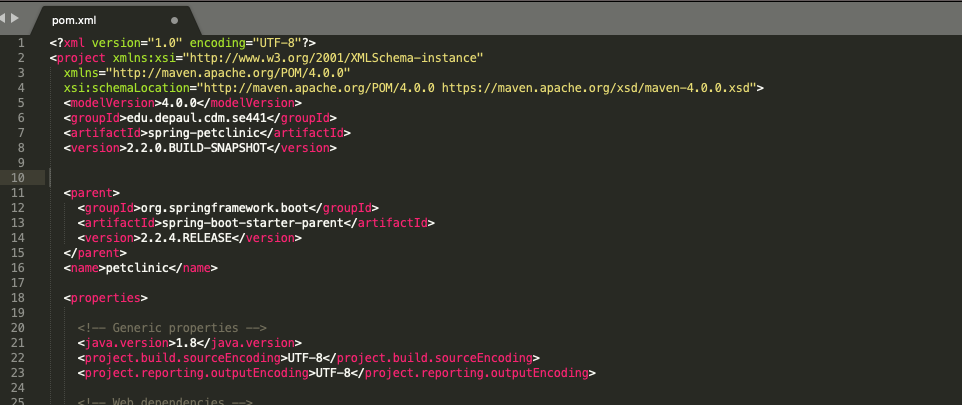 pom.xml
1 <?xml version="1.0" encoding="UTF-8"?>
2 <project xmlns:xsi="http://www.w3.org/2001/XMLSchema-instance"
3 xmlns="http://maven.apache.org/POM/4.0.0"
4 xsi:schemaLocation="http://maven.apache.org/POM/4.0.0 https://maven.apache.org/xsd/maven-4.0.0.xsd">
5 <modelVersion>4.0.0</modelVersion>
6 <groupId>edu.depaul.cdm.se441</groupId>
7 <artifactId>spring-petclinic</artifactId>
8 <version>2.2.0.BUILD-SNAPSHOT</version>
9
10
11 <parent>
12 <groupId>org.springframework.boot</groupId>
13 <artifactId>spring-boot-starter-parent</artifactId>
14 <version>2.2.4.RELEASE</version>
15 </parent>
16 <name>petclinic</name>
17
18 <properties>
19
20 <!-- Generic properties -->
21 <java.version>1.8</java.version>
22 <project.build.sourceEncoding>UTF-8</project.build.sourceEncoding>
23 <project.reporting.outputEncoding>UTF-8</project.reporting.outputEncoding>
24
25 <!-- Web dependencies -->